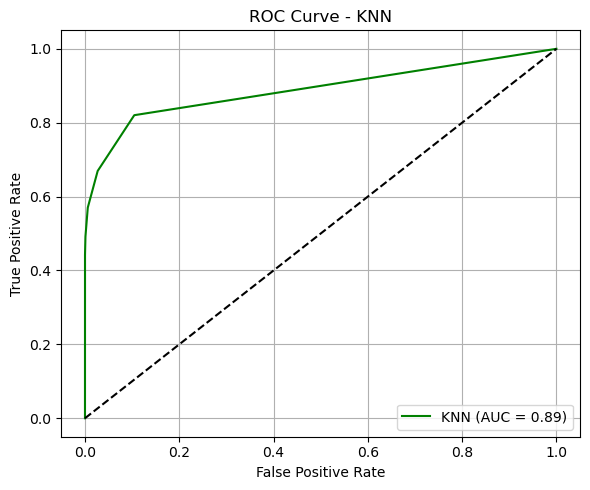 ROC Curve - KNN
True Positive Rate
1.0
0.8
0.6
0.4
0.2
0.0
KNN (AUC = 0.89)
0.0 0.2 0.4 0.6 0.8 1.0
False Positive Rate